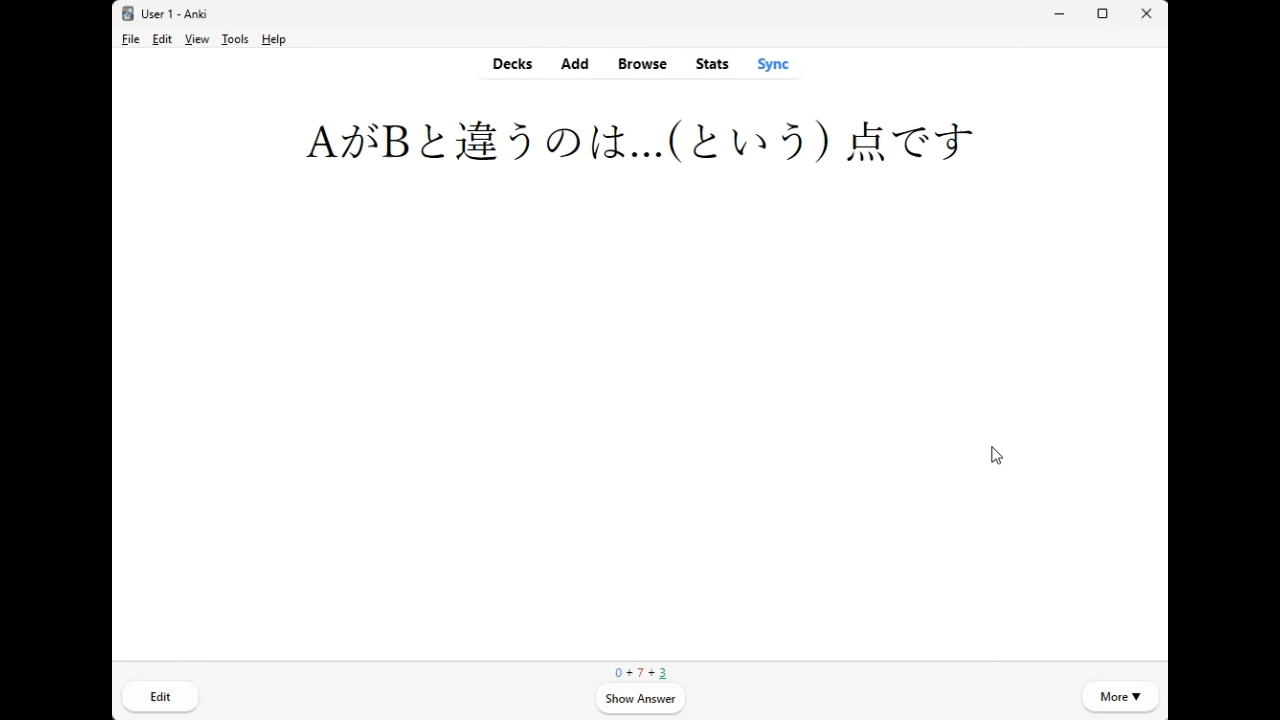 User 1 - Anki
File Edit View Tools Help
Decks Add Browse Stats Sync
AがBと違うのは...(という) 点です
0 + 7 + 3
Edit Show Answer More ▼